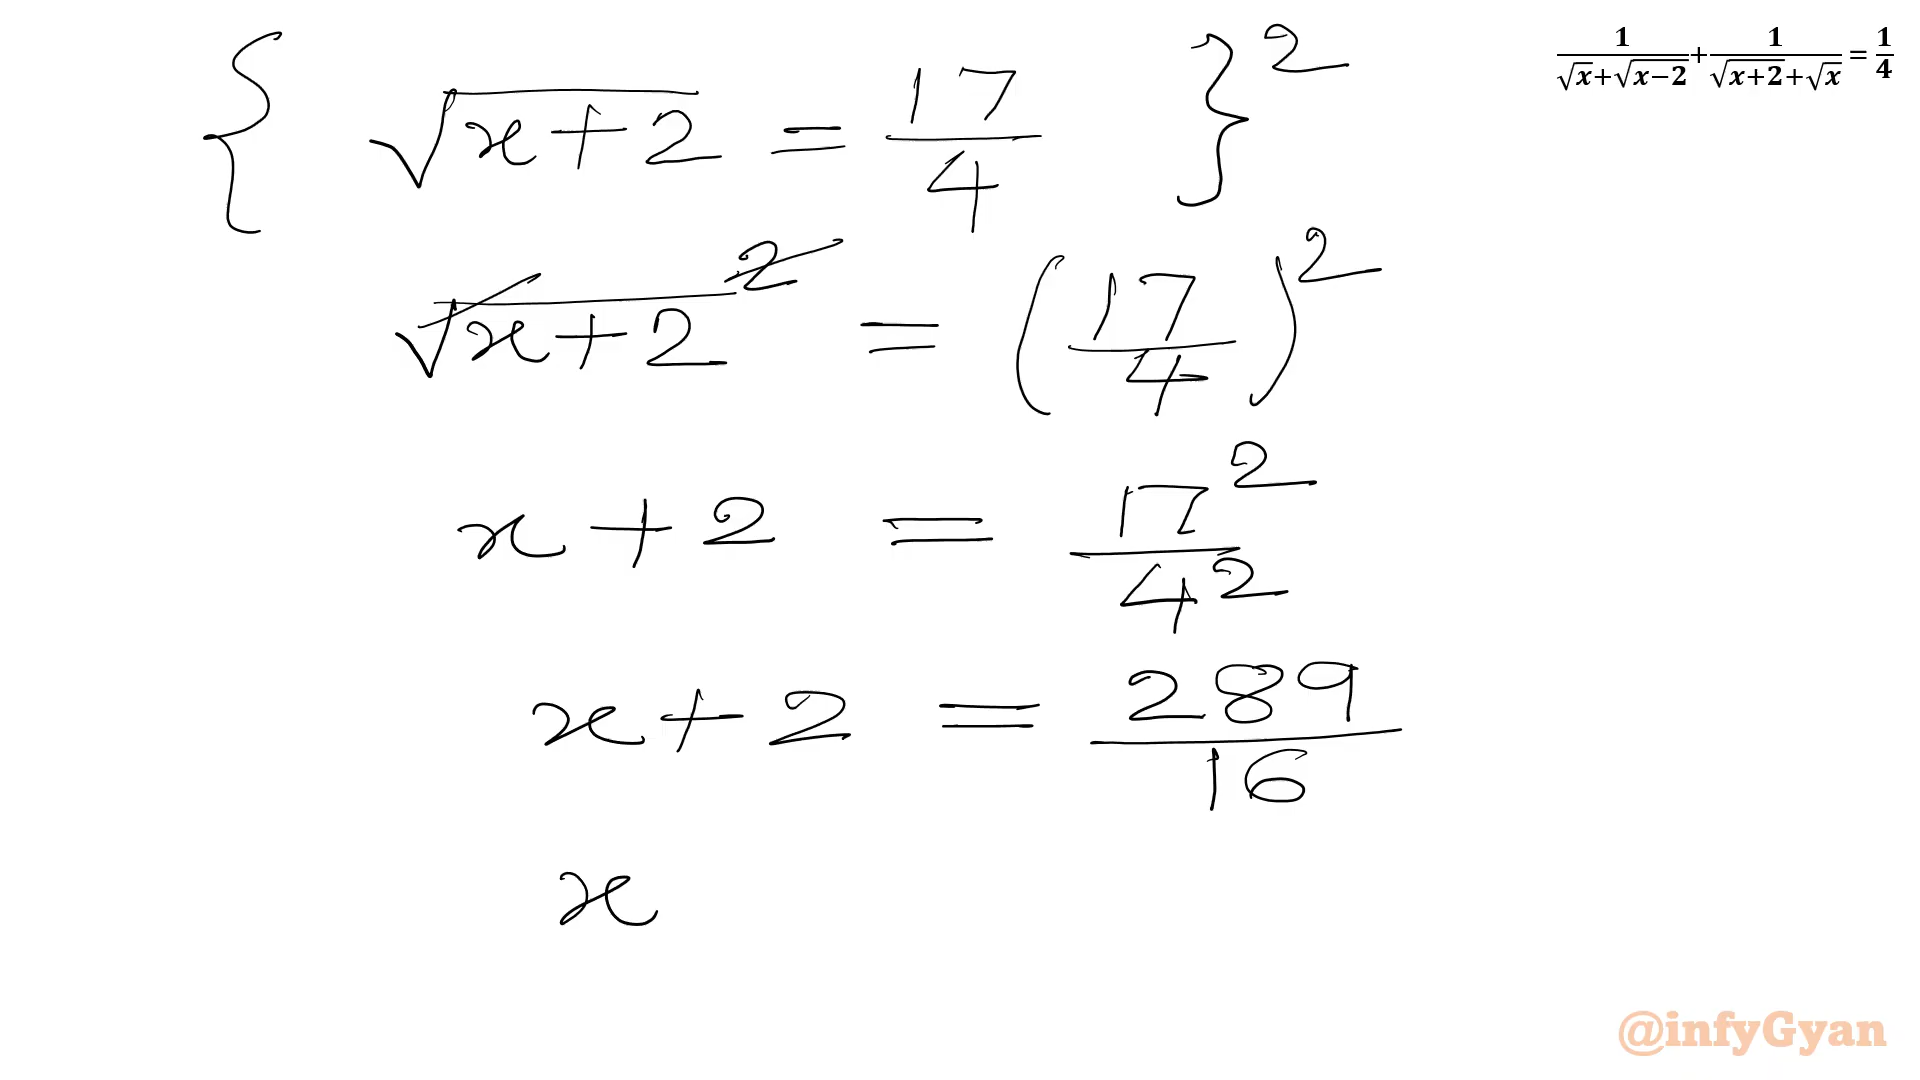 { √(x+2) = 17/4 }²
1/(√x+√(x−2)) + 1/(√(x+2)+√x) = 1/4
√(x+2)² = (17/4)²
x + 2 = 17²/4²
x + 2 = 289/16
x
@infyGyan